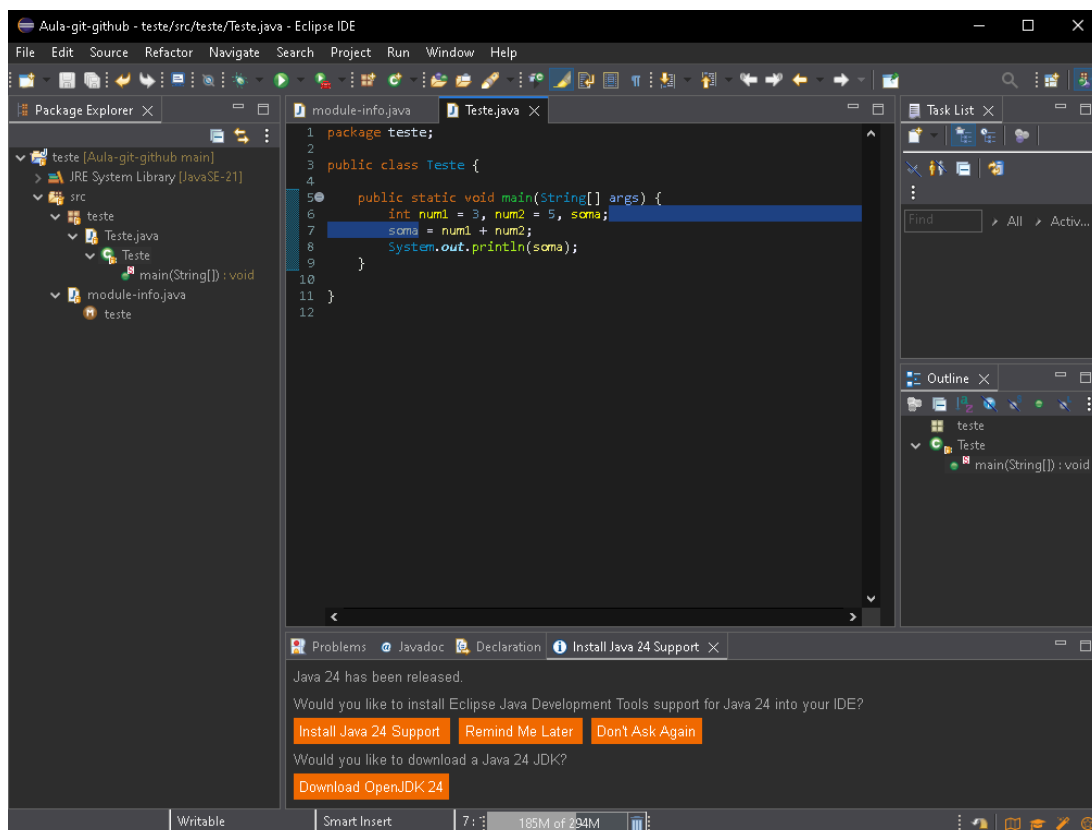 Aula-git-github - teste/src/teste/Teste.java - Eclipse IDE
File Edit Source Refactor Navigate Search Project Run Window Help
Package Explorer
teste [Aula-git-github main]
JRE System Library [JavaSE-21]
src
teste
Teste.java
Teste
main(String[]) : void
module-info.java
teste
module-info.java Teste.java
1 package teste;
2
3 public class Teste {
4
5 public static void main(String[] args) {
6 int num1 = 3, num2 = 5, soma;
7 soma = num1 + num2;
8 System.out.println(soma);
9 }
10
11 }
12
Task List
Find All Activ...
Outline
teste
Teste
main(String[]) : void
Problems Javadoc Declaration Install Java 24 Support
Java 24 has been released.
Would you like to install Eclipse Java Development Tools support for Java 24 into your IDE?
Install Java 24 Support Remind Me Later Don't Ask Again
Would you like to download a Java 24 JDK?
Download OpenJDK 24
Writable Smart Insert 7 : 185M of 294M